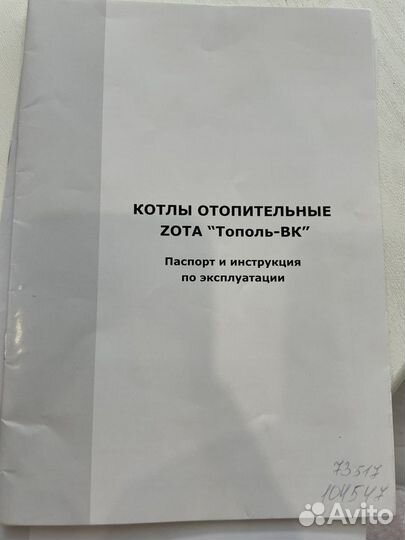 КОТЛЫ ОТОПИТЕЛЬНЫЕ
ZOTA “Тополь-ВК”
Паспорт и инструкция
по эксплуатации
73517
104547
Avito